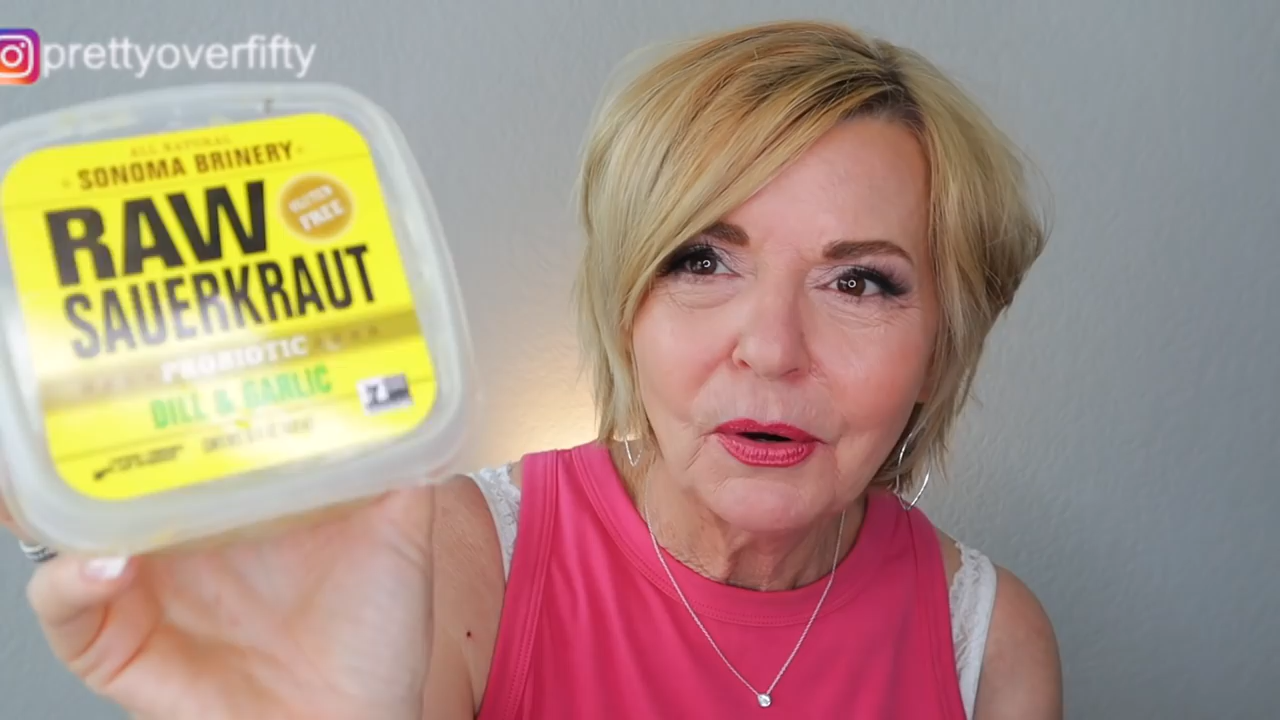 prettyoverfifty
ALL NATURAL
SONOMA BRINERY
RAW
GLUTEN
FREE
SAUERKRAUT
PROBIOTIC
DILL & GARLIC